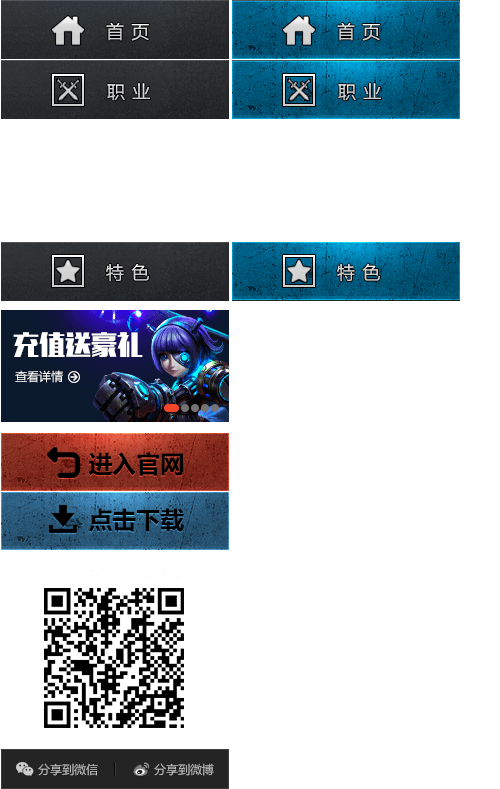 首页 首页
职业 职业
特色 特色
充值送豪礼
查看详情
进入官网
点击下载
分享到微信 分享到微博